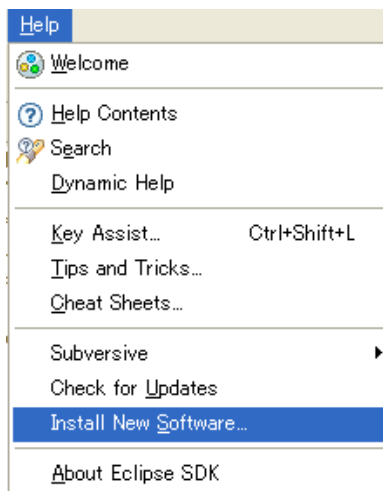 Help
Welcome
Help Contents
Search
Dynamic Help
Key Assist... Ctrl+Shift+L
Tips and Tricks...
Cheat Sheets...
Subversive
Check for Updates
Install New Software...
About Eclipse SDK